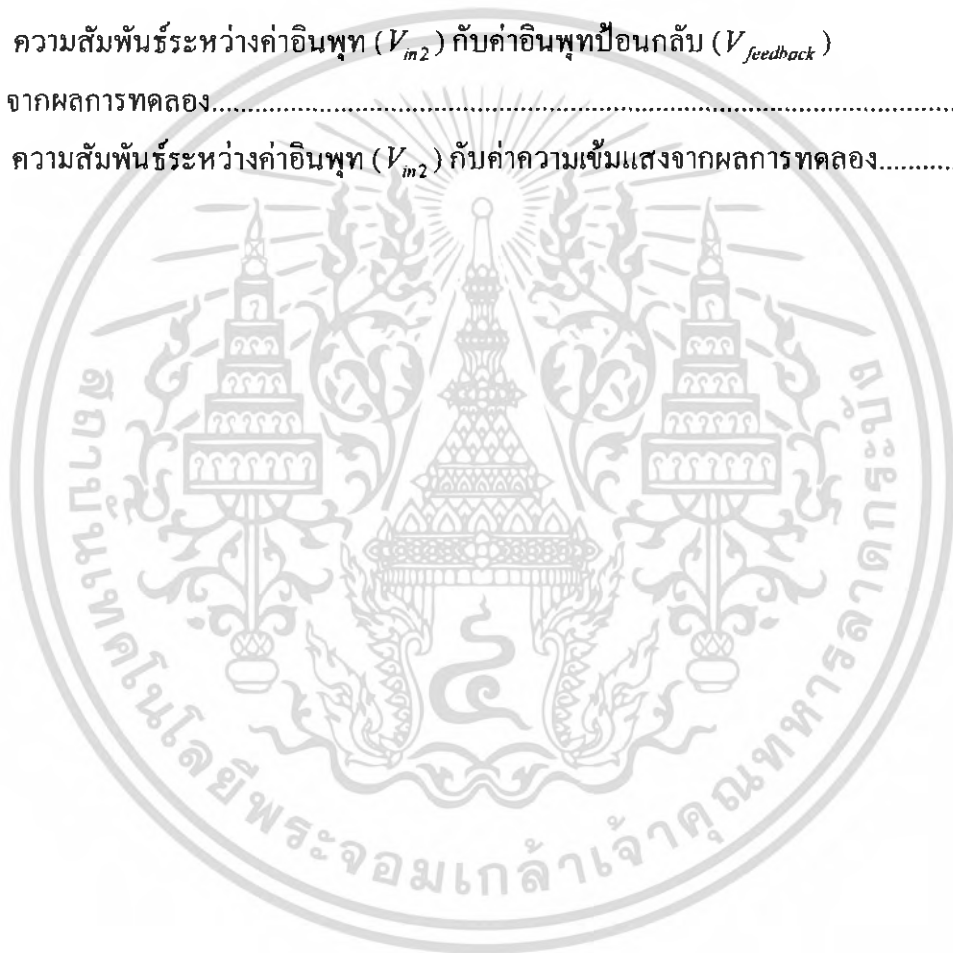 ความสัมพันธ์ระหว่างค่าอินพุท (V_in2) กับค่าอินพุทป้อนกลับ (V_feedback)
จากผลการทดลอง.......................................................................................................
ความสัมพันธ์ระหว่างค่าอินพุท (V_in2) กับค่าความเข้มแสงจากผลการทดลอง............
สถาบันเทคโนโลยีพระจอมเกล้าเจ้าคุณทหารลาดกระบัง
๔